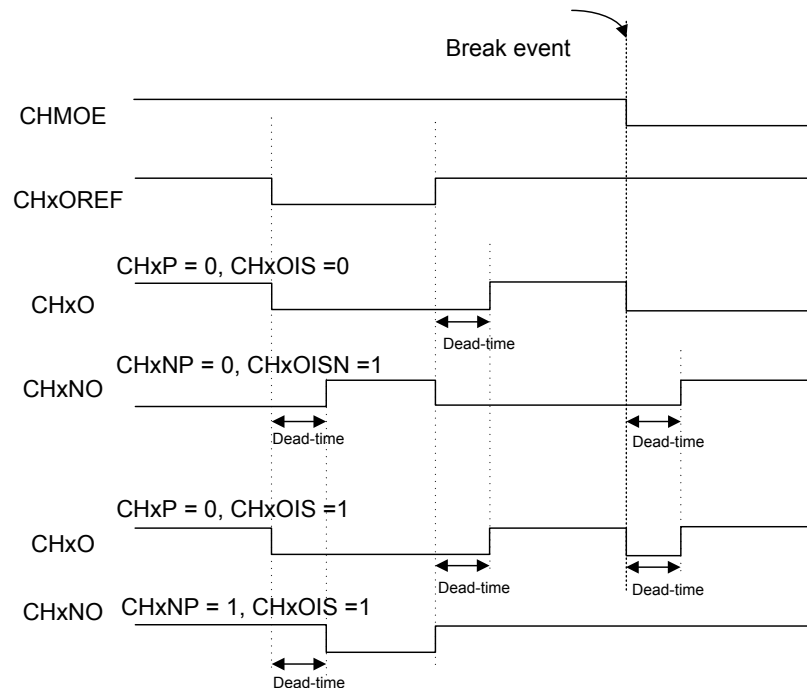 Break event
CHMOE
CHxOREF
CHxP = 0, CHxOIS =0
CHxO
Dead-time
CHxNP = 0, CHxOISN =1
CHxNO
Dead-time
Dead-time
CHxP = 0, CHxOIS =1
CHxO
Dead-time
Dead-time
CHxNO
CHxNP = 1, CHxOIS =1
Dead-time